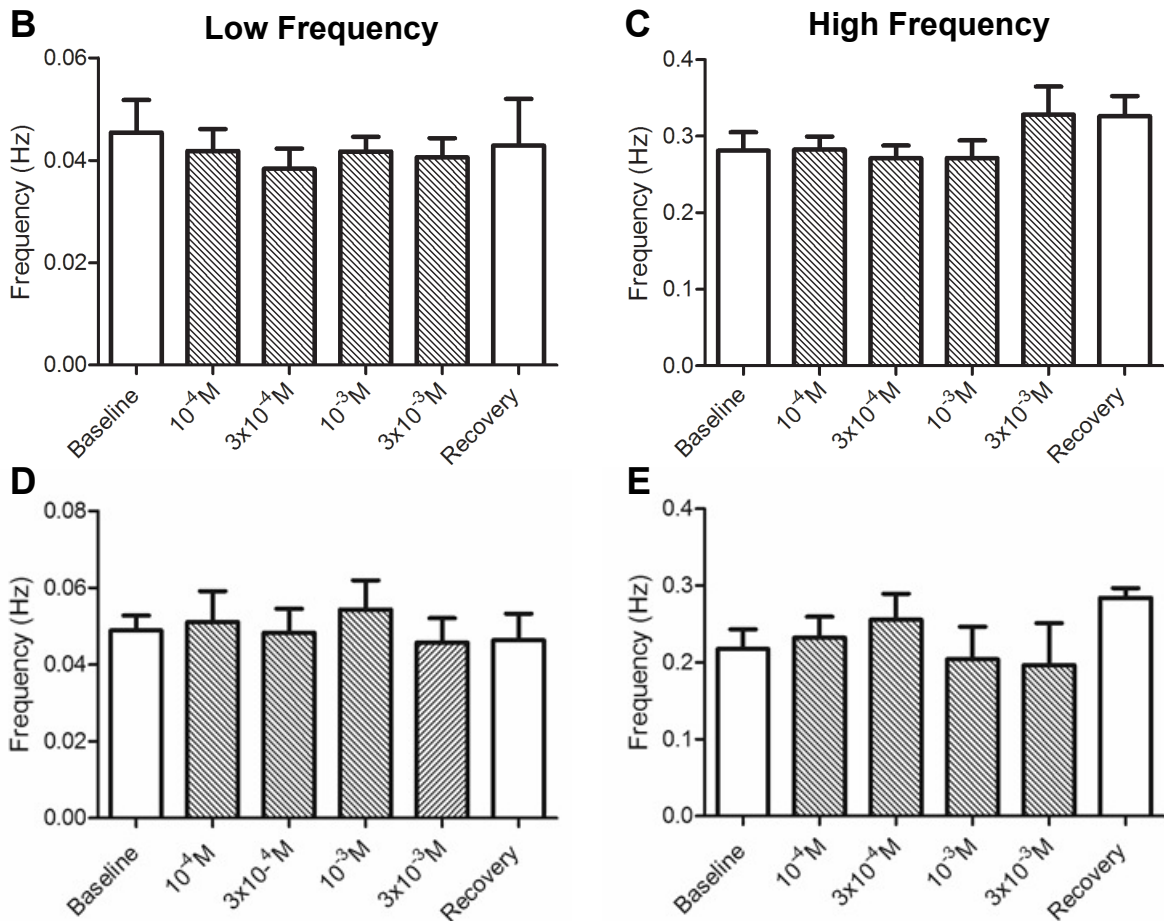 B
Low Frequency
Frequency (Hz)
0.06
0.04
0.02
0.00
Baseline
10⁻⁴M
3x10⁻⁴M
10⁻³M
3x10⁻³M
Recovery
C
High Frequency
Frequency (Hz)
0.4
0.3
0.2
0.1
0.0
Baseline
10⁻⁴M
3x10⁻⁴M
10⁻³M
3x10⁻³M
Recovery
D
Frequency (Hz)
0.08
0.06
0.04
0.02
0.00
Baseline
10⁻⁴M
3x10-⁴M
10⁻³M
3x10⁻³M
Recovery
E
Frequency (Hz)
0.4
0.3
0.2
0.1
0.0
Baseline
10⁻⁴M
3x10⁻⁴M
10⁻³M
3x10⁻³M
Recovery